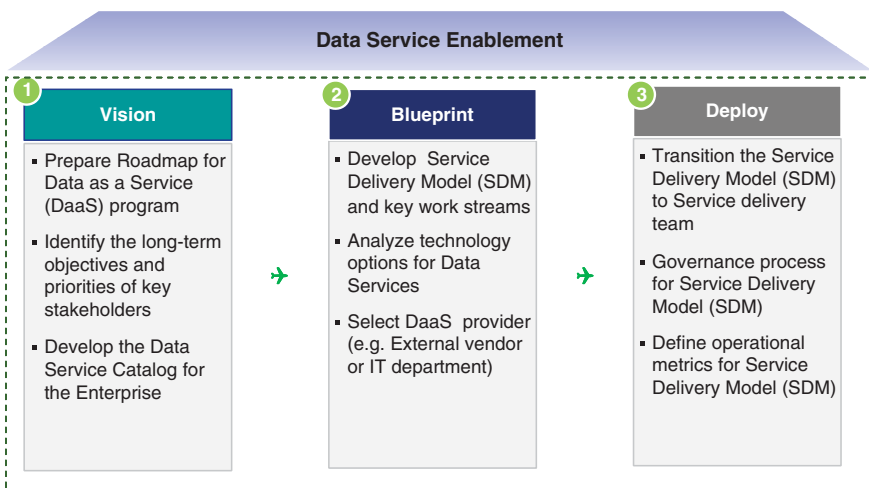 Data Service Enablement
1
Vision
▪ Prepare Roadmap for
Data as a Service
(DaaS) program
▪ Identify the long-term
objectives and
priorities of key
stakeholders
▪ Develop the Data
Service Catalog for
the Enterprise
2
Blueprint
▪ Develop Service
Delivery Model (SDM)
and key work streams
▪ Analyze technology
options for Data
Services
▪ Select DaaS provider
(e.g. External vendor
or IT department)
3
Deploy
▪ Transition the Service
Delivery Model (SDM)
to Service delivery
team
▪ Governance process
for Service Delivery
Model (SDM)
▪ Define operational
metrics for Service
Delivery Model (SDM)